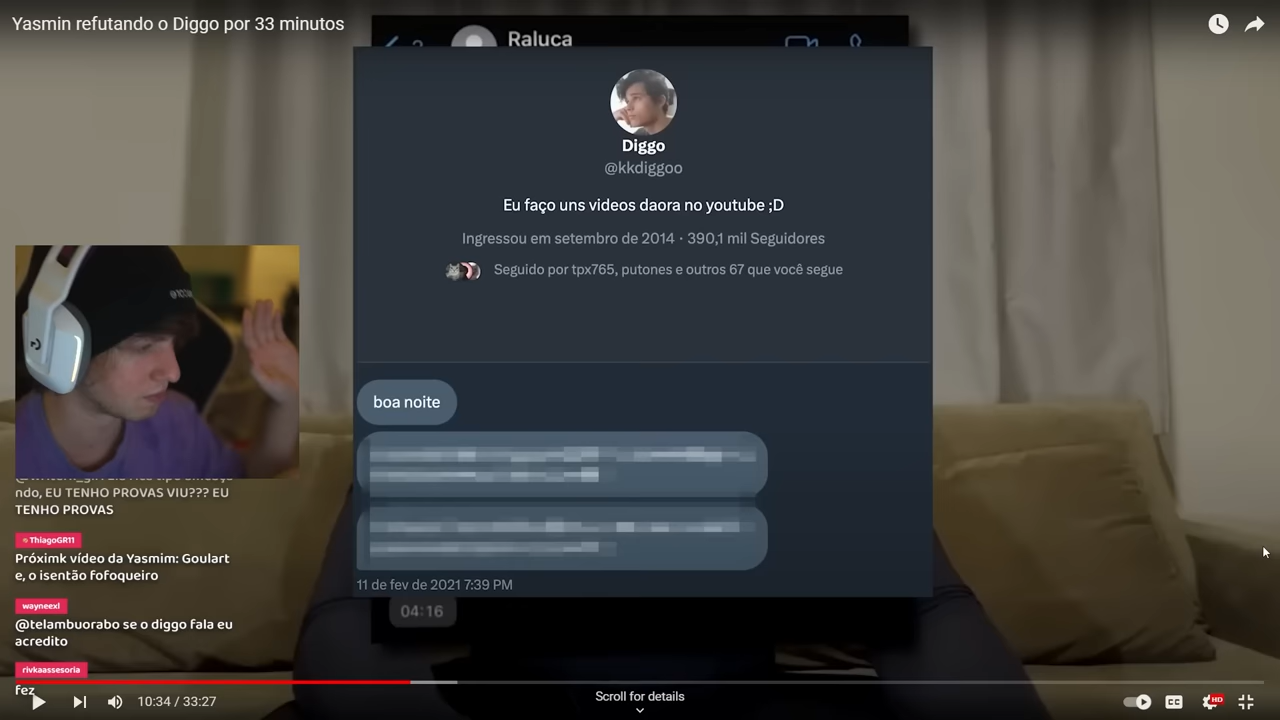 Yasmin refutando o Diggo por 33 minutos
Raluca
Diggo
@kkdiggoo
Eu faço uns videos daora no youtube ;D
Ingressou em setembro de 2014 · 390,1 mil Seguidores
Seguido por tpx765, putones e outros 67 que você segue
boa noite
11 de fev de 2021 7:39 PM
04:16
ndo, EU TENHO PROVAS VIU??? EU
TENHO PROVAS
ThiagoGR11
Próximk vídeo da Yasmim: Goulart
e, o isentão fofoqueiro
wayneexl
@telambuorabo se o diggo fala eu
acredito
rivkaassesoria
fez
10:34 / 33:27
Scroll for details
CC
HD